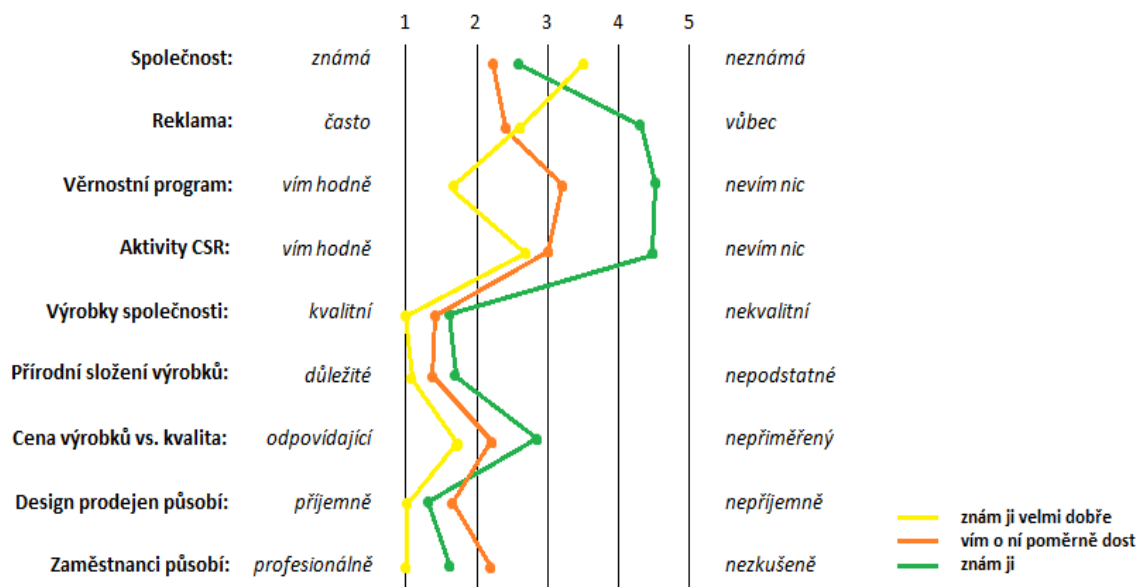 1 2 3 4 5
Společnost: známá neznámá
Reklama: často vůbec
Věrnostní program: vím hodně nevím nic
Aktivity CSR: vím hodně nevím nic
Výrobky společnosti: kvalitní nekvalitní
Přírodní složení výrobků: důležité nepodstatné
Cena výrobků vs. kvalita: odpovídající nepřiměřený
Design prodejen působí: příjemně nepříjemně
Zaměstnanci působí: profesionálně nezkušeně
znám ji velmi dobře
vím o ní poměrně dost
znám ji